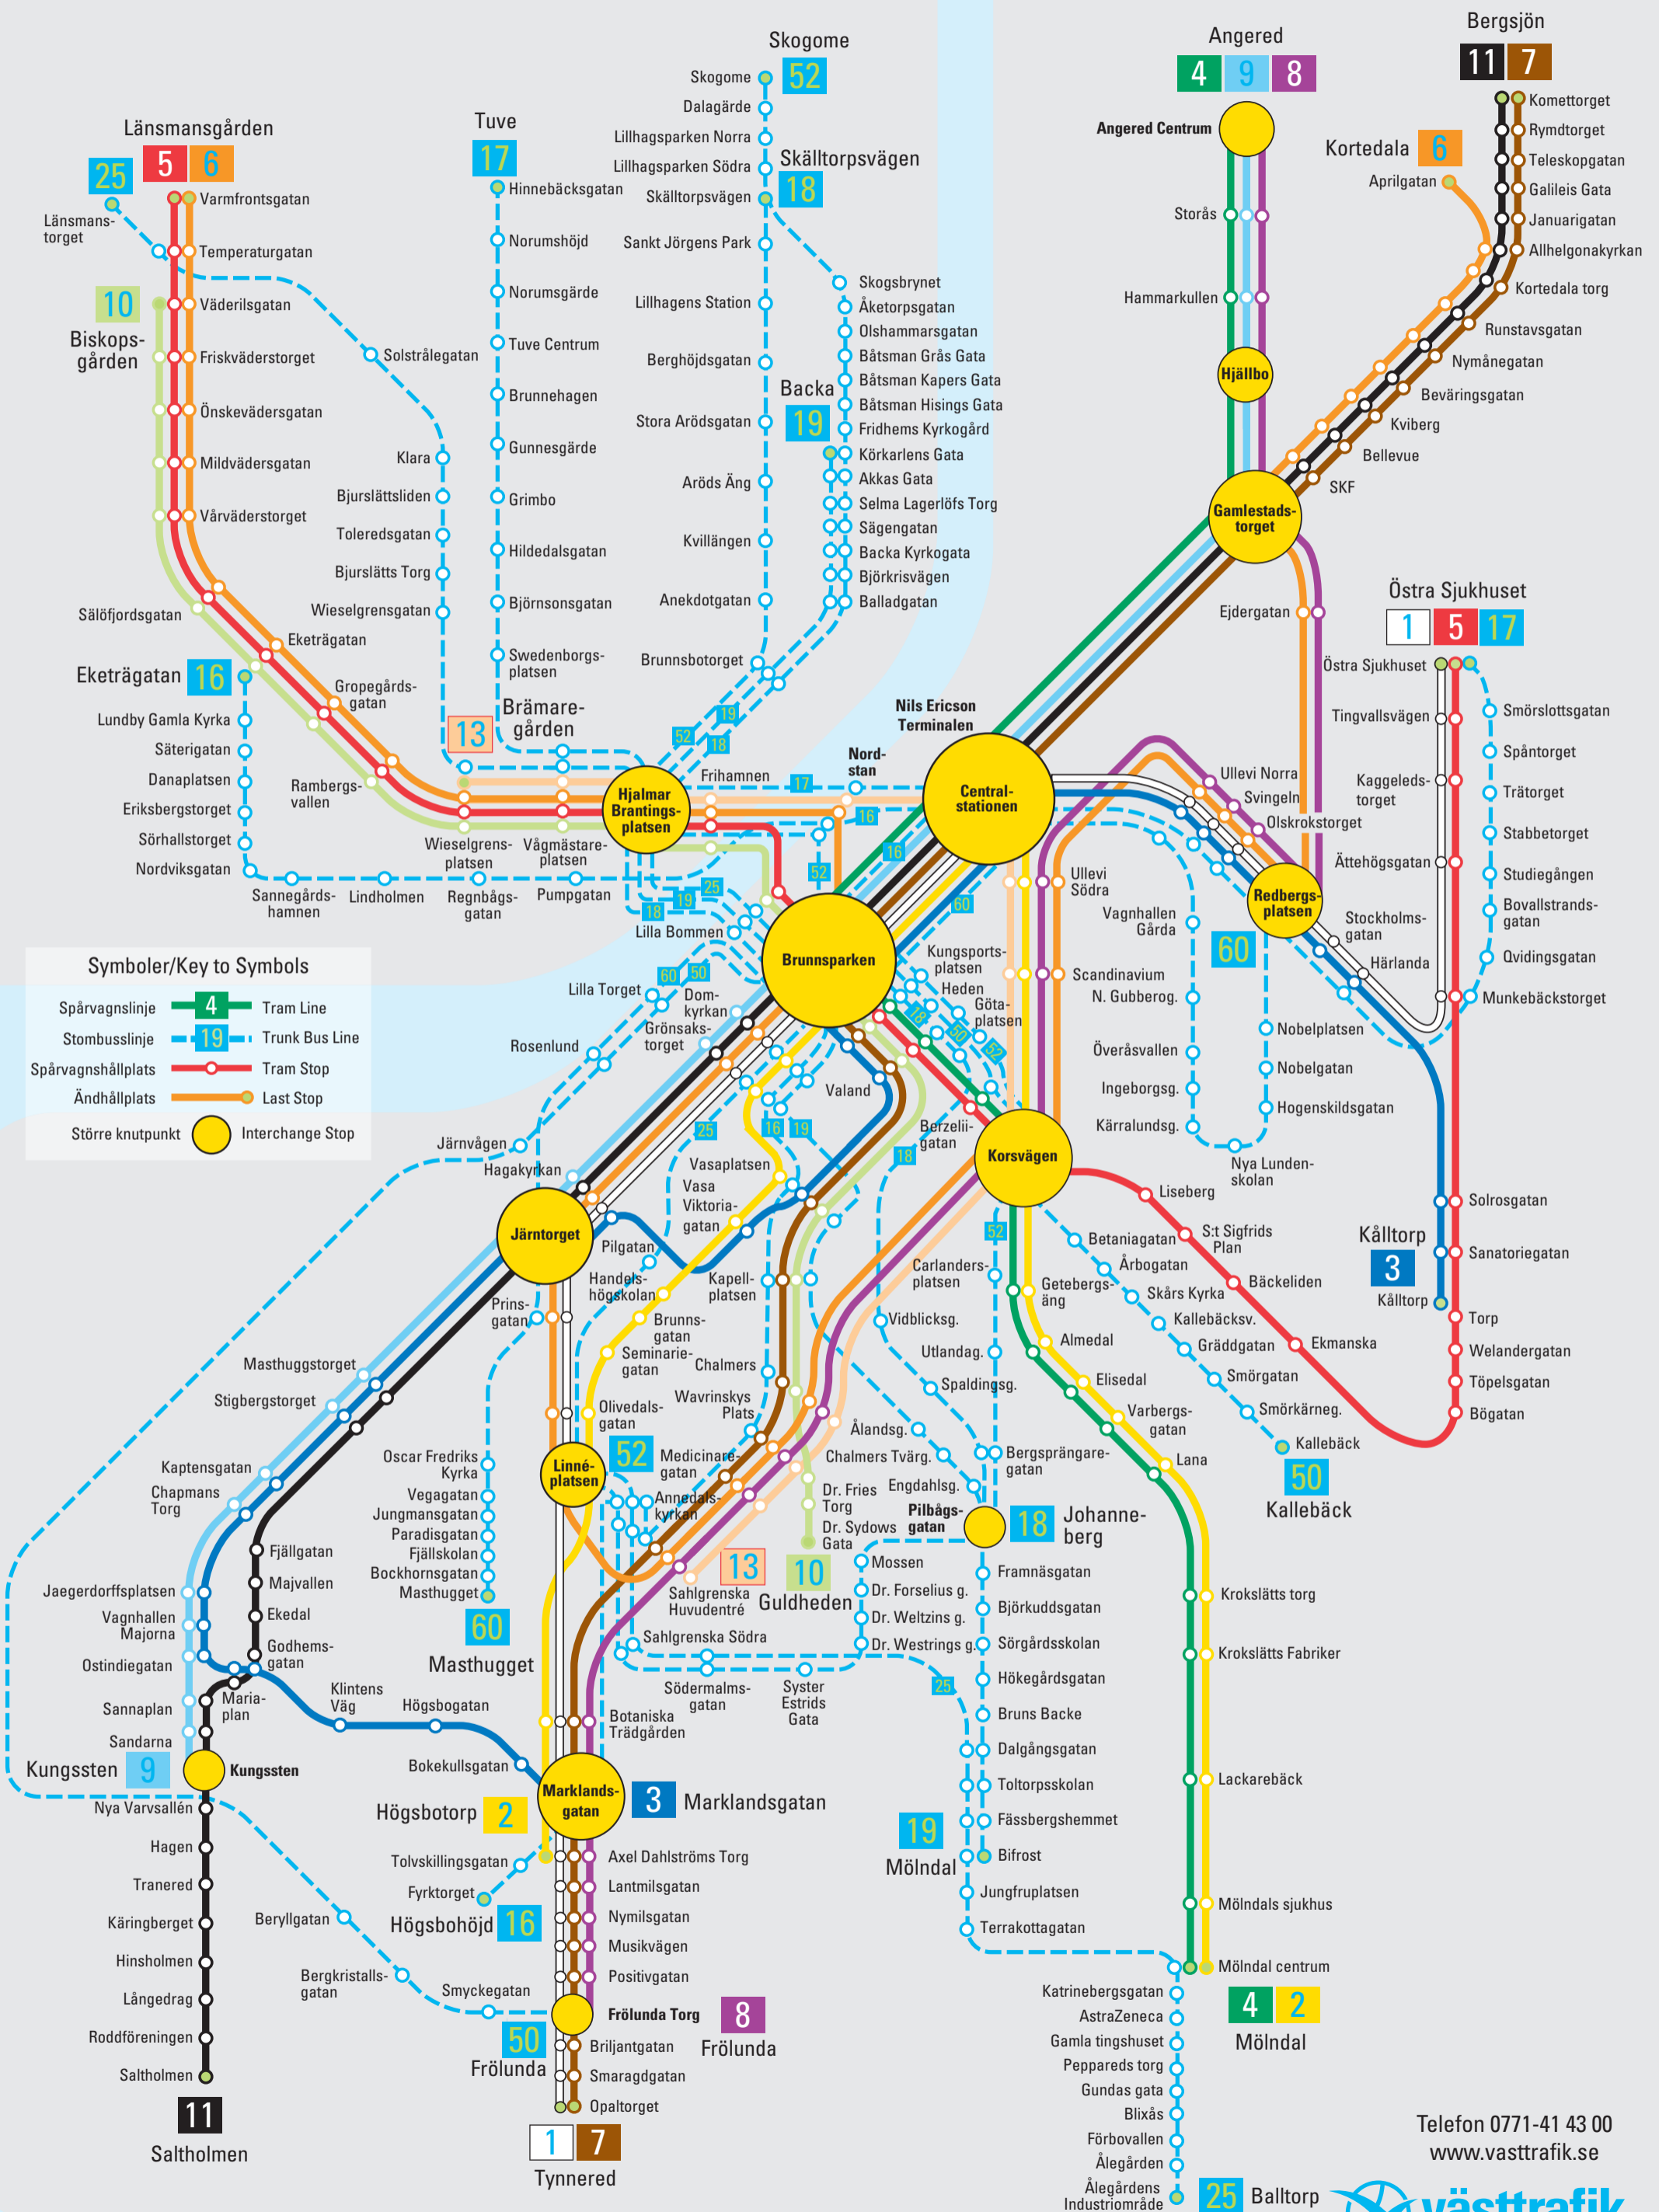 Skogome
52
Skogome
Dalagärde
Lillhagsparken Norra
Lillhagsparken Södra
Skälltorpsvägen
Skälltorpsvägen
18
Sankt Jörgens Park
Lillhagens Station
Berghöjdsgatan
Stora Arödsgatan
Aröds Äng
Kvillängen
Anekdotgatan
Brunnsbotorget
Skogsbrynet
Åketorpsgatan
Olshammarsgatan
Båtsman Grås Gata
Båtsman Kapers Gata
Båtsman Hisings Gata
Fridhems Kyrkogård
Backa
19
Körkarlens Gata
Akkas Gata
Selma Lagerlöfs Torg
Sägengatan
Backa Kyrkogata
Björkrisvägen
Balladgatan
52
19
18
Angered
4 9 8
Angered Centrum
Storås
Hammarkullen
Hjällbo
Gamlestads-
torget
Bergsjön
11 7
Komettorget
Rymdtorget
Teleskopgatan
Galileis Gata
Januarigatan
Allhelgonakyrkan
Kortedala torg
Runstavsgatan
Nymånegatan
Beväringsgatan
Kviberg
Bellevue
SKF
Kortedala 6
Aprilgatan
Ejdergatan
Länsmansgården
25
5 6
Länsmans-
torget
Varmfrontsgatan
Temperaturgatan
10
Biskops-
gården
Väderilsgatan
Friskväderstorget
Önskevädersgatan
Mildvädersgatan
Vårväderstorget
Sälöfjordsgatan
Eketrägatan
Gropegårds-
gatan
Rambergs-
vallen
Wieselgrens-
platsen
Vågmästare-
platsen
Solstrålegatan
Klara
Bjurslättsliden
Toleredsgatan
Bjurslätts Torg
Wieselgrensgatan
Tuve
17
Hinnebäcksgatan
Norumshöjd
Norumsgärde
Tuve Centrum
Brunnehagen
Gunnesgärde
Grimbo
Hildedalsgatan
Björnsonsgatan
Swedenborgs-
platsen
13
Brämare-
gården
Eketrägatan 16
Lundby Gamla Kyrka
Säterigatan
Danaplatsen
Eriksbergstorget
Sörhallstorget
Nordviksgatan
Sannegårds-
hamnen
Lindholmen
Regnbågs-
gatan
Pumpgatan
Hjalmar
Brantings-
platsen
Frihamnen
17
Nord-
stan
16
16
52
25
19
18
Lilla Bommen
Nils Ericson
Terminalen
Central-
stationen
60
Brunnsparken
Östra Sjukhuset
1 5 17
Östra Sjukhuset
Tingvallsvägen
Kaggeleds-
torget
Ättehögsgatan
Stockholms-
gatan
Härlanda
Smörslottsgatan
Spåntorget
Trätorget
Stabbetorget
Studiegången
Bovallstrands-
gatan
Qvidingsgatan
Munkebäckstorget
Solrosgatan
Sanatoriegatan
Kålltorp
3
Kålltorp
Torp
Welandergatan
Töpelsgatan
Bögatan
Ullevi Norra
Svingeln
Olskrokstorget
Redbergs-
platsen
Ullevi
Södra
Scandinavium
60
Vagnhallen
Gårda
N. Gubberog.
Överåsvallen
Ingeborgsg.
Kärralundsg.
Nya Lunden-
skolan
Nobelplatsen
Nobelgatan
Hogenskildsgatan
Symboler/Key to Symbols
Spårvagnslinje 4 Tram Line
Stombusslinje 19 Trunk Bus Line
Spårvagnshållplats Tram Stop
Ändhållplats Last Stop
Större knutpunkt Interchange Stop
60
50
Lilla Torget
Dom-
kyrkan
Grönsaks-
torget
Rosenlund
Järnvågen
Hagakyrkan
Järntorget
Kungsports-
platsen
Heden
Göta-
platsen
18
50
52
Valand
Berzelii-
gatan
18
Korsvägen
25
16
19
Vasaplatsen
Vasa
Viktoria-
gatan
Pilgatan
Handels-
högskolan
Kapell-
platsen
Prins-
gatan
Brunns-
gatan
Seminarie-
gatan
Chalmers
Wavrinskys
Plats
Olivedals-
gatan
Linné-
platsen
52
Medicinare-
gatan
Annedals-
kyrkan
Dr. Fries
Torg
Dr. Sydows
Gata
13
Sahlgrenska
Huvudentré
10
Guldheden
Liseberg
S:t Sigfrids
Plan
Bäckeliden
Ekmanska
52
Betaniagatan
Årbogatan
Skårs Kyrka
Kallebäcksv.
Gräddgatan
Smörgatan
Smörkärneg.
Kallebäck
50
Kallebäck
Carlanders-
platsen
Getebergs-
äng
Vidblicksg.
Utlandag.
Spaldingsg.
Almedal
Elisedal
Varbergs-
gatan
Lana
Ålandsg.
Chalmers Tvärg.
Engdahlsg.
Bergsprängare-
gatan
Pilbågs-
gatan
18
Johanne-
berg
Mossen
Dr. Forselius g.
Dr. Weltzins g.
Dr. Westrings g.
Framnäsgatan
Björkuddsgatan
Sörgårdsskolan
Hökegårdsgatan
Bruns Backe
Dalgångsgatan
Toltorpsskolan
Fässbergshemmet
Bifrost
19
Mölndal
Jungfruplatsen
Terrakottagatan
25
Krokslätts torg
Krokslätts Fabriker
Lackarebäck
Mölndals sjukhus
Mölndal centrum
4 2
Mölndal
Katrinebergsgatan
AstraZeneca
Gamla tingshuset
Peppareds torg
Gundas gata
Blixås
Förbovallen
Ålegården
Ålegårdens
Industriområde
25 Balltorp
Masthuggstorget
Stigbergstorget
Kaptensgatan
Chapmans
Torg
Fjällgatan
Majvallen
Ekedal
Godhems-
gatan
Jaegerdorffsplatsen
Vagnhallen
Majorna
Ostindiegatan
Sannaplan
Sandarna
Maria-
plan
Klintens
Väg
Högsbogatan
Bokekullsgatan
Kungssten 9
Kungssten
Nya Varvsallén
Hagen
Tranered
Käringberget
Hinsholmen
Långedrag
Roddföreningen
Saltholmen
11
Saltholmen
Oscar Fredriks
Kyrka
Vegagatan
Jungmansgatan
Paradisgatan
Fjällskolan
Bockhornsgatan
Masthugget
60
Masthugget
Sahlgrenska Södra
Södermalms-
gatan
Syster
Estrids
Gata
Botaniska
Trädgården
Marklands-
gatan
3 Marklandsgatan
Högsbotorp 2
Tolvskillingsgatan
Fyrktorget
Högsbohöjd 16
Axel Dahlströms Torg
Lantmilsgatan
Nymilsgatan
Musikvägen
Positivgatan
Frölunda Torg
8
Frölunda
Beryllgatan
Bergkristalls-
gatan
Smyckegatan
50
Frölunda
Briljantgatan
Smaragdgatan
Opaltorget
1 7
Tynnered
Telefon 0771-41 43 00
www.vasttrafik.se
västtrafik